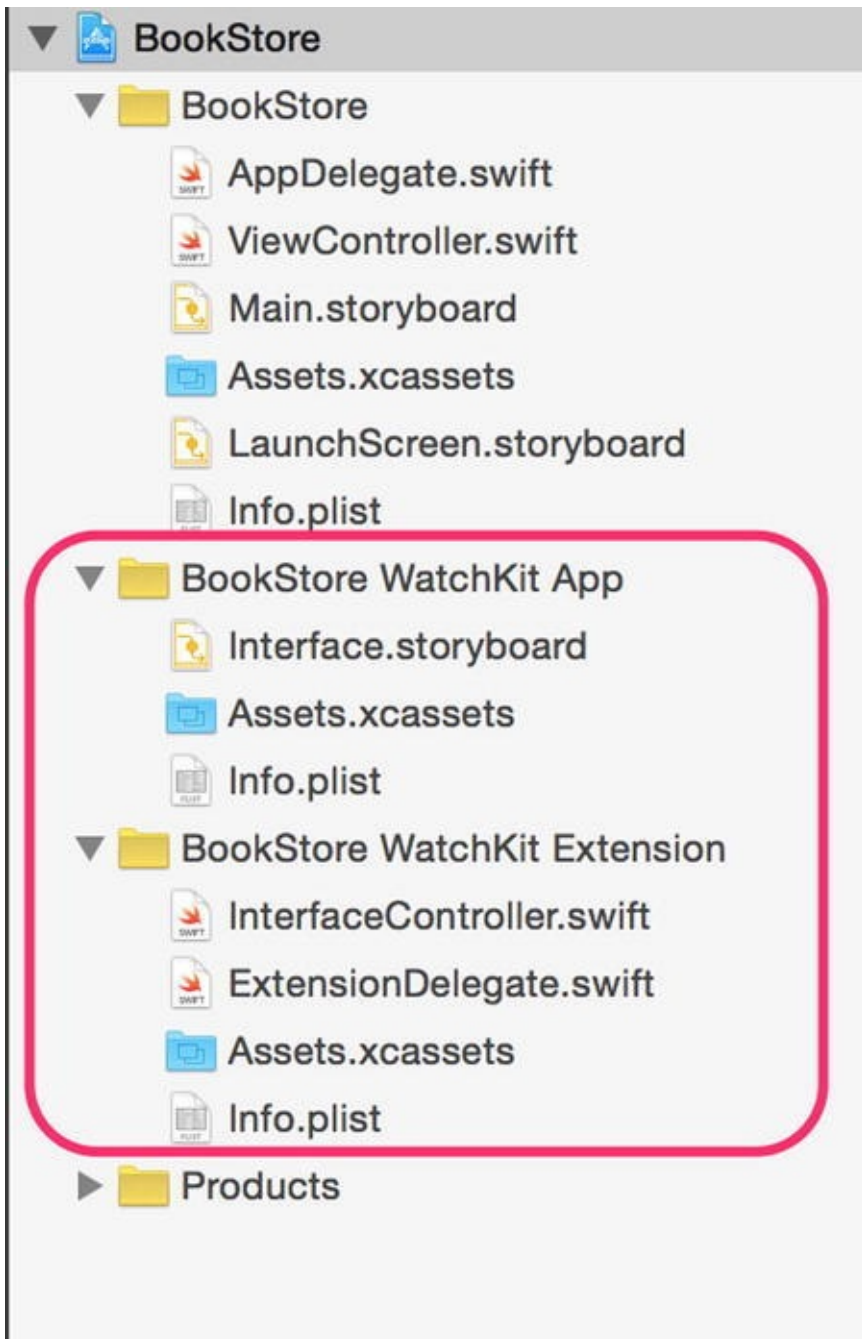 BookStore
BookStore
AppDelegate.swift
ViewController.swift
Main.storyboard
Assets.xcassets
LaunchScreen.storyboard
Info.plist
BookStore WatchKit App
Interface.storyboard
Assets.xcassets
Info.plist
BookStore WatchKit Extension
InterfaceController.swift
ExtensionDelegate.swift
Assets.xcassets
Info.plist
Products